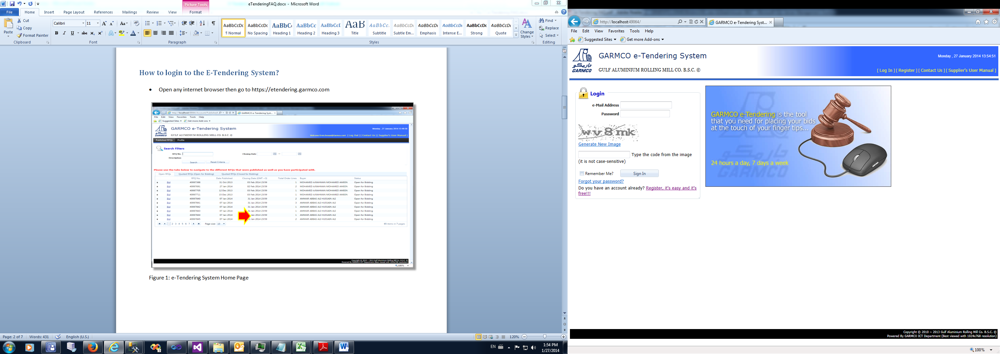 eTenderingFAQ.docx - Microsoft Word
Picture Tools
File Home Insert Page Layout References Mailings Review View Format
Paste
Cut
Copy
Format Painter
Calibri 11
AaBbCcDc AaBbCcDc AaBbC AaBbCc AaBbCcI AaB AaBbCc. AaBbCcDc AaBbCcDc AaBbCcDc AaBbCcDc AaBbCcDc
¶ Normal No Spacing Heading 1 Heading 2 Heading 3 Title Subtitle Subtle Em... Emphasis Intense E... Strong Quote
Change Styles
Find
Replace
Select
Clipboard Font Paragraph Styles Editing
How to login to the E-Tendering System?
• Open any internet browser then go to https://etendering.garmco.com
GARMCO e-Tendering Syst...
File Edit View Favorites Tools Help
Suggested Sites Get more Add-ons
GARMCO
GARMCO e-Tendering System
GULF ALUMINIUM ROLLING MILL CO. B.S.C. ©
Monday , 27 January 2014 13:49:30
[ Log Out ] [ Contact Us ] [ Supplier's User Manual ]
Published RFQs Profile
Search Filters
RFQ No. Closing Date
Description
Search Reset Criteria
Please use the tabs below to navigate to the different RFQs that were published as well as you have participated with.
Open RFQs Quoted RFQs (Open for Bidding) Quoted RFQs (Closed for Bidding)
RFQ No. Date Published Closing Date (GMT +3) Total Order Lines Buyer Status
Bid 40067388 31 Oct 2013 03 Feb 2014 23:59 1 MOHAMED A.RAHMAN MOHAMED AMEEN Open for Bidding
Bid 40067691 27 Jan 2014 02 Feb 2014 23:59 2 MOHAMED A.RAHMAN MOHAMED AMEEN Open for Bidding
Bid 40067705 12 Dec 2013 03 Feb 2014 23:59 1 MOHAMED A.RAHMAN MOHAMED AMEEN Open for Bidding
Bid 40067711 15 Dec 2013 03 Feb 2014 23:59 1 MOHAMED A.RAHMAN MOHAMED AMEEN Open for Bidding
Bid 40067840 07 Jan 2014 31 Jan 2014 23:59 2 AMMAR ABBAS ALI HUSSAIN ALI Open for Bidding
Bid 40067841 07 Jan 2014 31 Jan 2014 23:59 3 AMMAR ABBAS ALI HUSSAIN ALI Open for Bidding
Bid 40067842 07 Jan 2014 31 Jan 2014 23:59 1 AMMAR ABBAS ALI HUSSAIN ALI Open for Bidding
Bid 40067843 07 Jan 2014 31 Jan 2014 23:59 1 AMMAR ABBAS ALI HUSSAIN ALI Open for Bidding
Bid 40067844 07 Jan 2014 Jan 2014 23:59 1 AMMAR ABBAS ALI HUSSAIN ALI Open for Bidding
Bid 40067845 07 Jan 2014 Jan 2014 23:59 2 AMMAR ABBAS ALI HUSSAIN ALI Open for Bidding
1 2 3 4 5 6 7 Page size: 10 65 items in 7 pages
Copyright © 2010 ~ 2013 Gulf Aluminium Rolling Mill Co. B.S.C. ©
Powered By GARMCO ICT Department (Best viewed with 1024x768 resolution)
100%
Figure 1: e-Tendering System Home Page
Page: 2 of 7 Words: 431 English (U.S.) 120%
EN 1:54 PM
1/27/2014
http://localhost:49064/ GARMCO e-Tendering Syst...
File Edit View Favorites Tools Help
Suggested Sites Get more Add-ons
جارمكو
GARMCO
GARMCO e-Tendering System
GULF ALUMINIUM ROLLING MILL CO. B.S.C. ©
Monday , 27 January 2014 13:54:51
[ Log In ] [ Register ] [ Contact Us ] [ Supplier's User Manual ]
Login
e-Mail Address
Password
wv8mk
Generate New Image
Type the code from the image
(it is not case-sensitive)
Remember Me? Sign In
Forgot your password?
Do you have an account already? Register, it's easy and it's
free!!!
GARMCO e-Tendering is the tool
that you need for placing your bids
at the touch of your finger tips...
جارمكو
GARMCO
24 hours a day, 7 days a week
Copyright © 2010 ~ 2013 Gulf Aluminium Rolling Mill Co. B.S.C. ©
Powered By GARMCO ICT Department (Best viewed with 1024x768 resolution)
100%